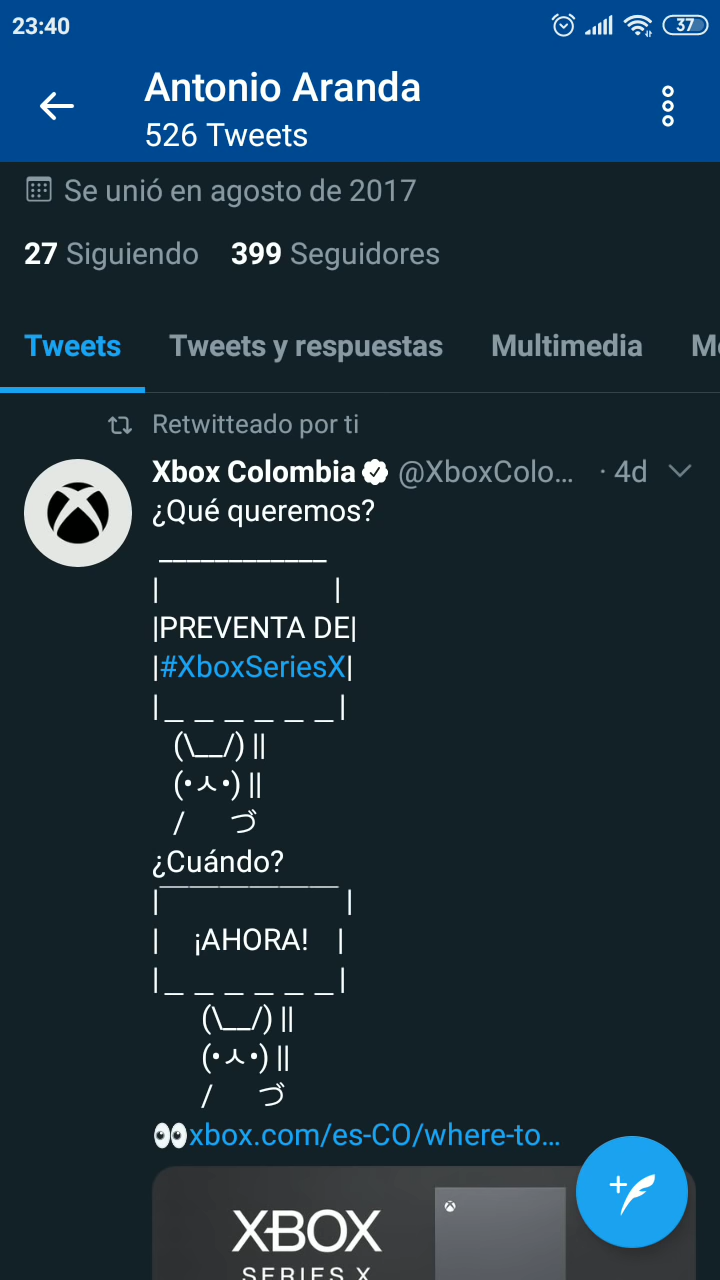 23:40
37
Antonio Aranda
526 Tweets
Se unió en agosto de 2017
27 Siguiendo 399 Seguidores
Tweets Tweets y respuestas Multimedia M
Retwitteado por ti
Xbox Colombia @XboxColo... · 4d
¿Qué queremos?
____________
| |
|PREVENTA DE|
|#XboxSeriesX|
|_ _ _ _ _ _|
(\__/) ||
(•ㅅ•) ||
/ づ
¿Cuándo?
|￣￣￣￣￣￣|
| ¡AHORA! |
|_ _ _ _ _ _|
(\__/) ||
(•ㅅ•) ||
/ づ
👀xbox.com/es-CO/where-to...
XBOX
SERIES X